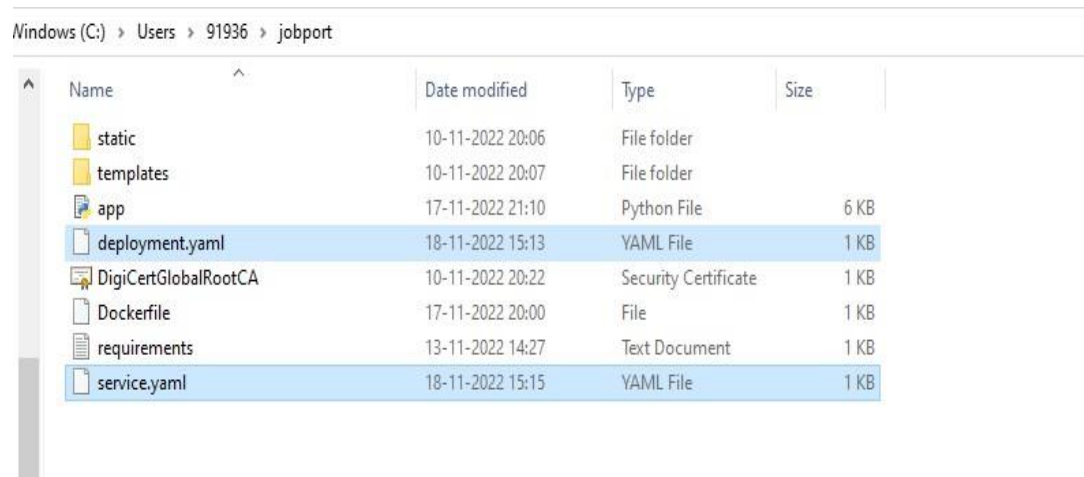 Windows (C:) > Users > 91936 > jobport
Name Date modified Type Size
static 10-11-2022 20:06 File folder
templates 10-11-2022 20:07 File folder
app 17-11-2022 21:10 Python File 6 KB
deployment.yaml 18-11-2022 15:13 YAML File 1 KB
DigiCertGlobalRootCA 10-11-2022 20:22 Security Certificate 1 KB
Dockerfile 17-11-2022 20:00 File 1 KB
requirements 13-11-2022 14:27 Text Document 1 KB
service.yaml 18-11-2022 15:15 YAML File 1 KB